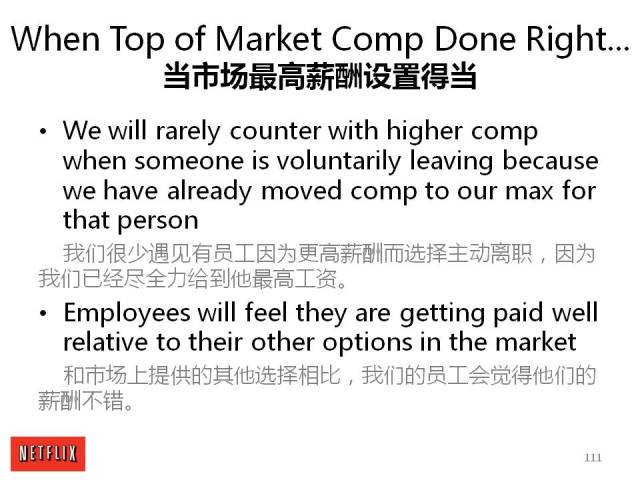 When Top of Market Comp Done Right...
当市场最高薪酬设置得当
• We will rarely counter with higher comp
when someone is voluntarily leaving because
we have already moved comp to our max for
that person
我们很少遇见有员工因为更高薪酬而选择主动离职，因为
我们已经尽全力给到他最高工资。
• Employees will feel they are getting paid well
relative to their other options in the market
和市场上提供的其他选择相比，我们的员工会觉得他们的
薪酬不错。
NETFLIX
111